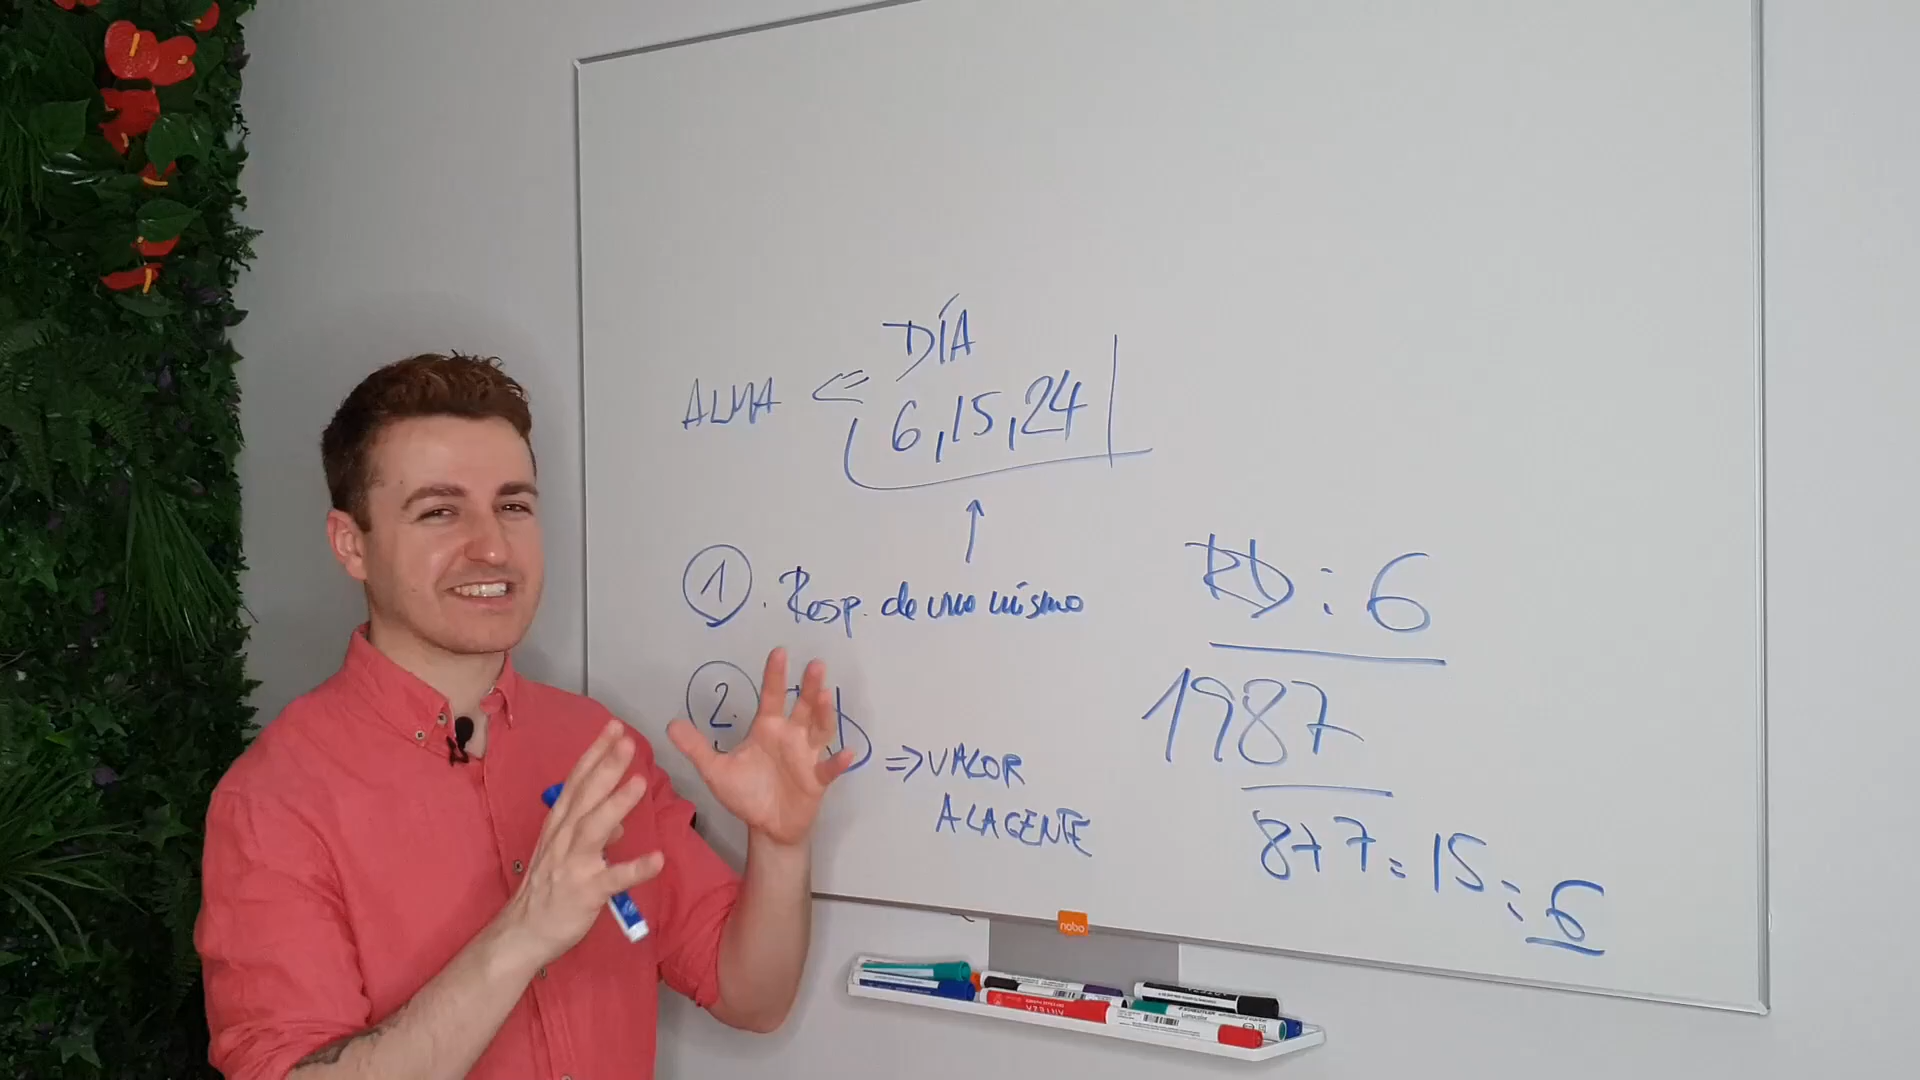 DÍA
ALMA <= 6, 15, 24
1. Resp. de uno mismo
RD: 6
2.
=> VALOR
A LA GENTE
1987
8+7=15=6
nobo